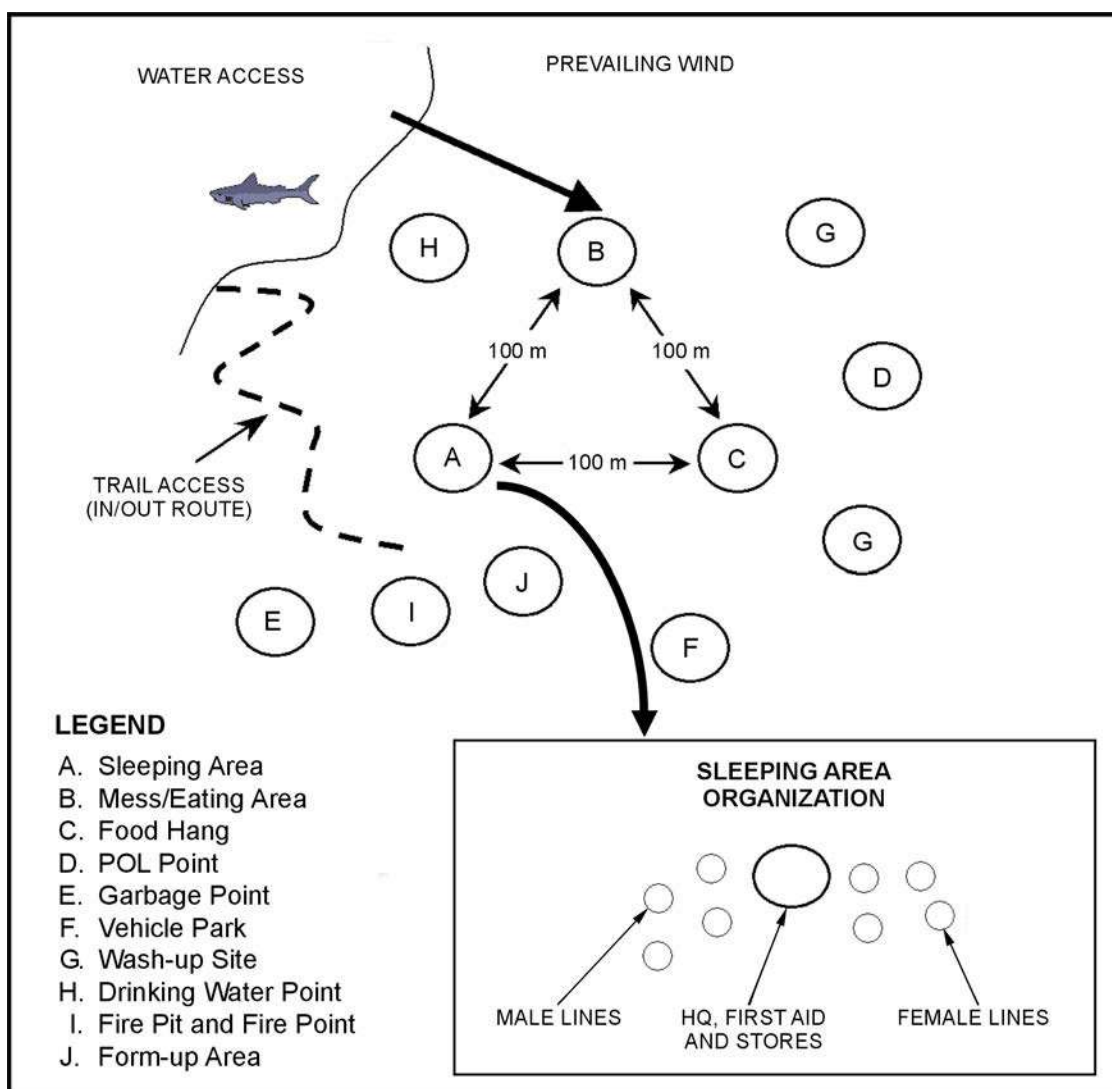 WATER ACCESS
PREVAILING WIND
H
B
G
100 m
100 m
D
A
100 m
C
TRAIL ACCESS
(IN/OUT ROUTE)
G
J
E
I
F
LEGEND
A. Sleeping Area
B. Mess/Eating Area
C. Food Hang
D. POL Point
E. Garbage Point
F. Vehicle Park
G. Wash-up Site
H. Drinking Water Point
I. Fire Pit and Fire Point
J. Form-up Area
SLEEPING AREA
ORGANIZATION
MALE LINES
HQ, FIRST AID
AND STORES
FEMALE LINES